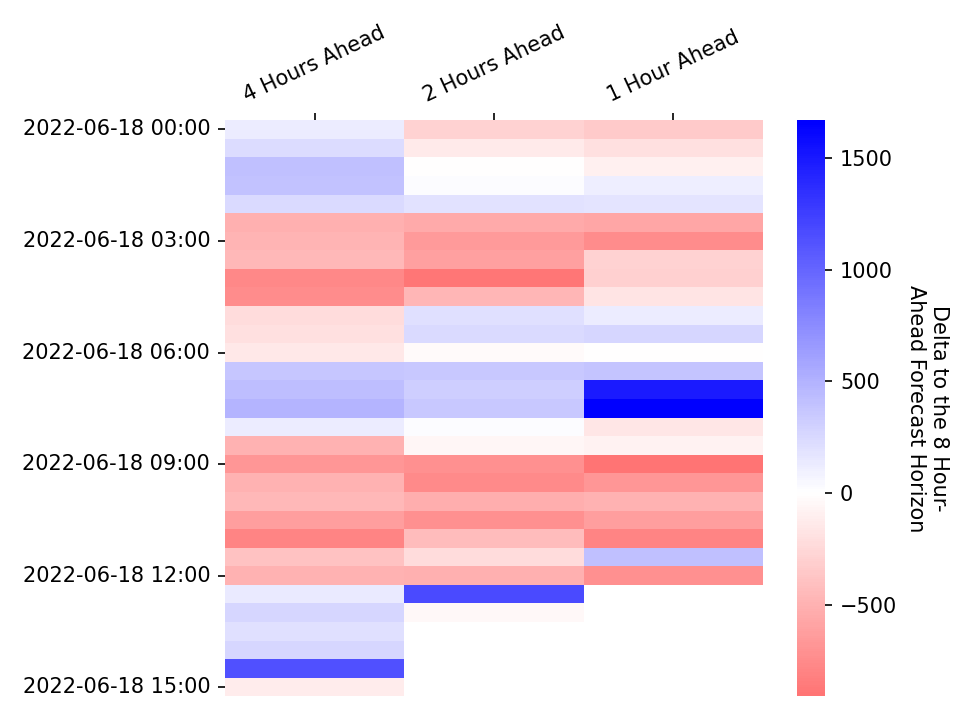 4 Hours Ahead
2 Hours Ahead
1 Hour Ahead
2022-06-18 00:00
2022-06-18 03:00
2022-06-18 06:00
2022-06-18 09:00
2022-06-18 12:00
2022-06-18 15:00
1500
1000
500
0
−500
Delta to the 8 Hour-
Ahead Forecast Horizon